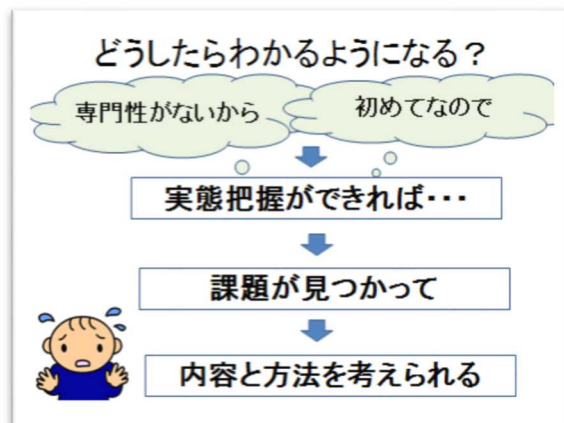 どうしたらわかるようになる？
専門性がないから
初めてなので
実態把握ができれば・・・
課題が見つかって
内容と方法を考えられる